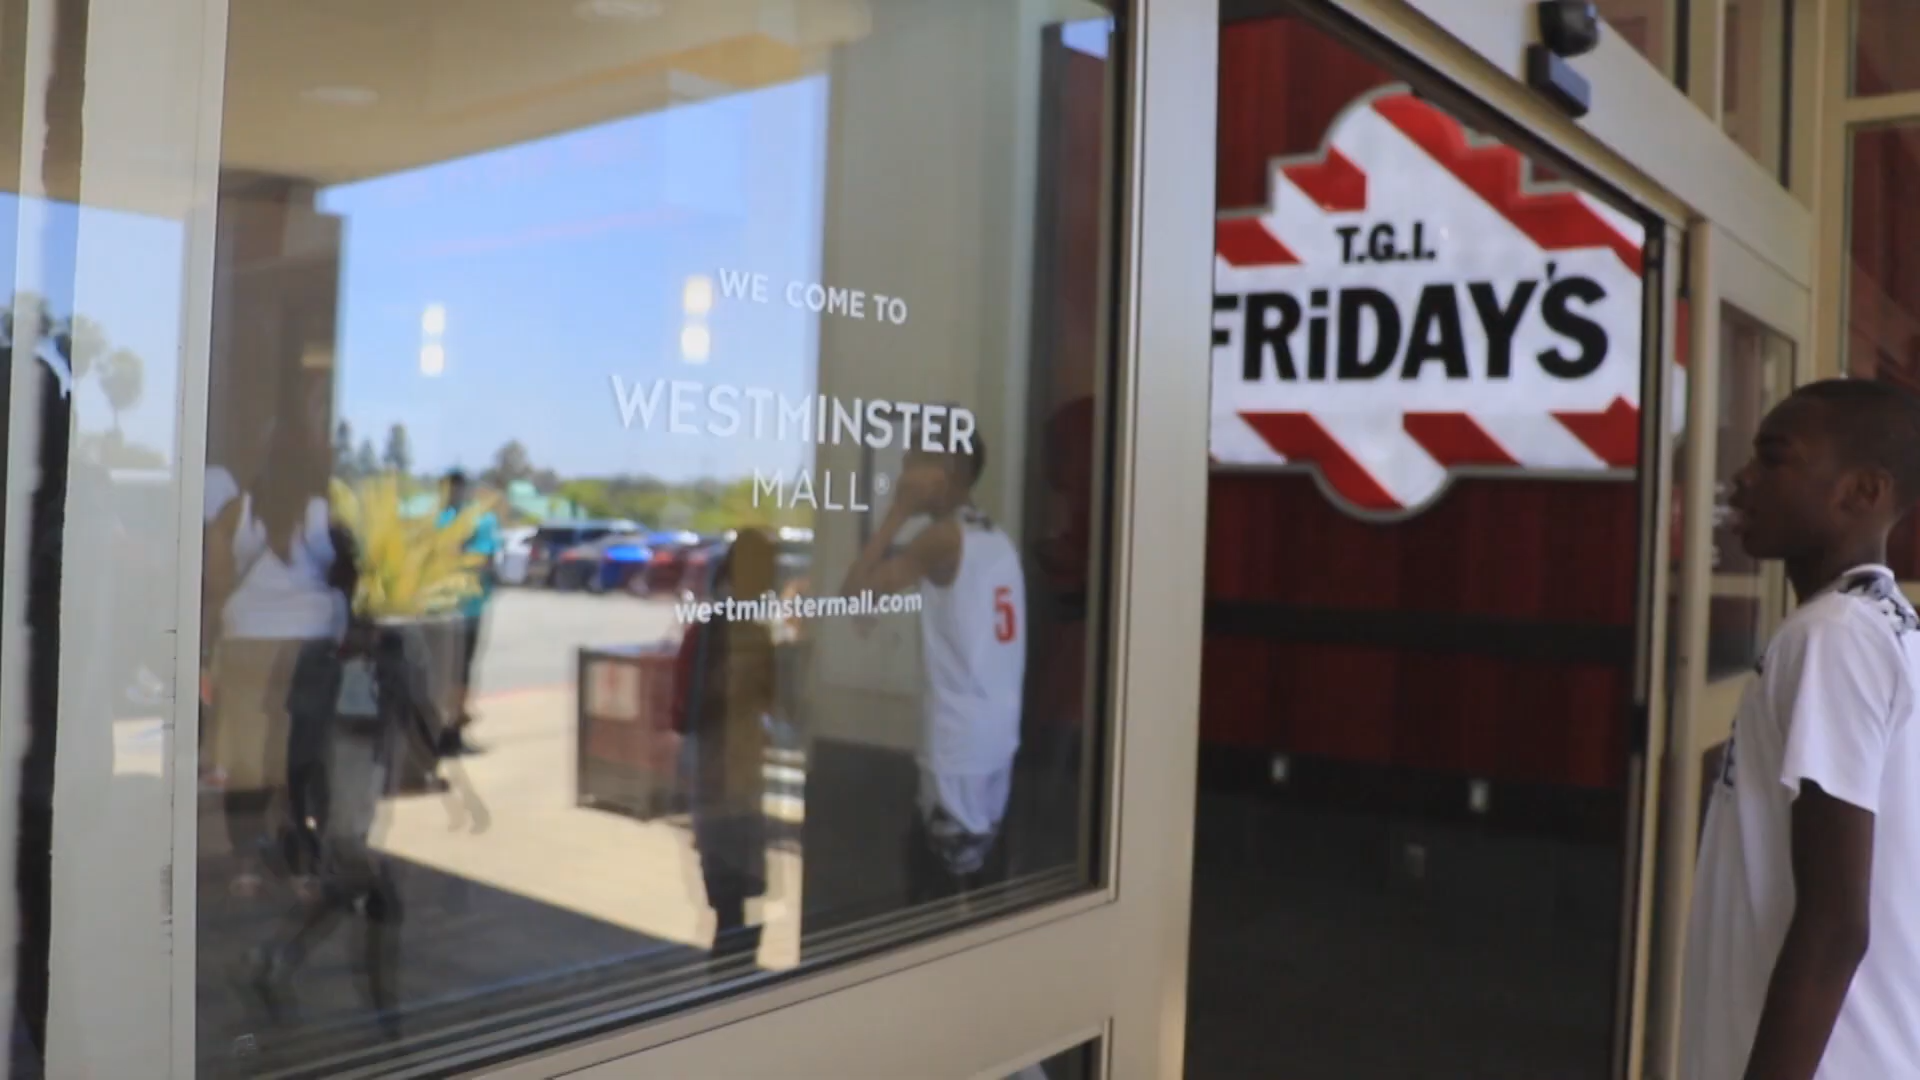 WE COME TO
WESTMINSTER
MALL®
westminstermall.com
T.G.I.
FRiDAY'S
5